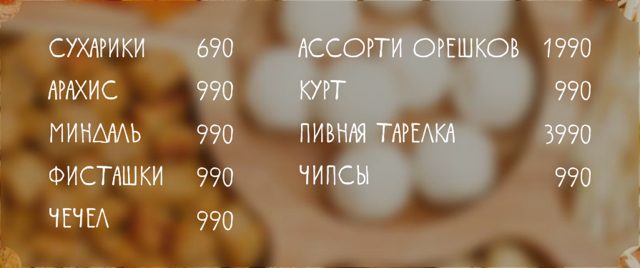 СУХАРИКИ 690
АРАХИС 990
МИНДАЛЬ 990
ФИСТАШКИ 990
ЧЕЧЕЛ 990
АССОРТИ ОРЕШКОВ 1990
КУРТ 990
ПИВНАЯ ТАРЕЛКА 3990
ЧИПСЫ 990